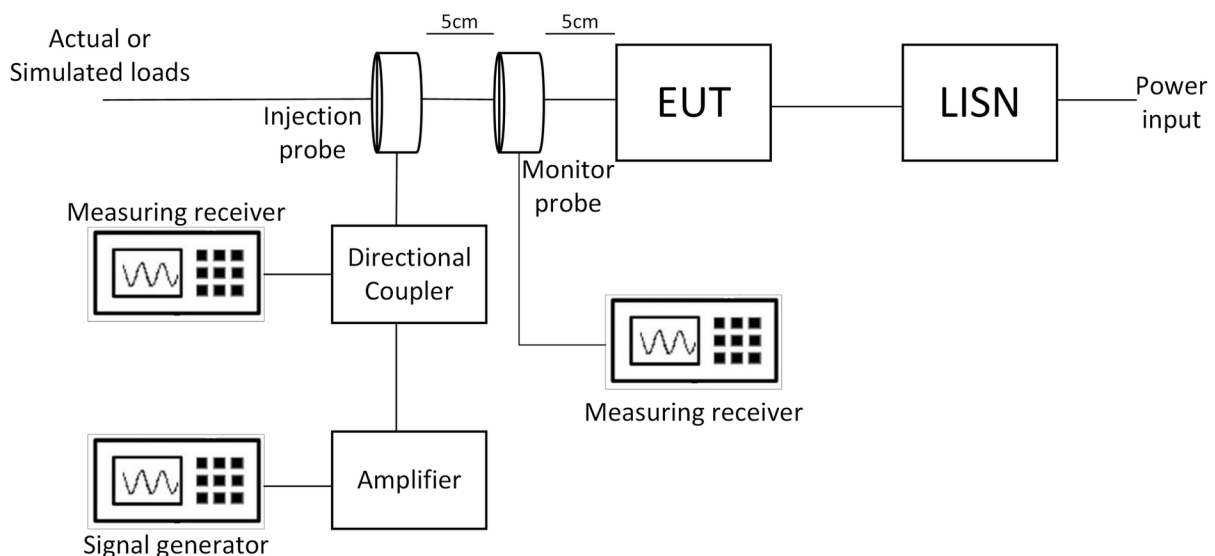 5cm
5cm
Actual or
Simulated loads
EUT
LISN
Power
input
Injection
probe
Monitor
probe
Measuring receiver
Directional
Coupler
Measuring receiver
Amplifier
Signal generator